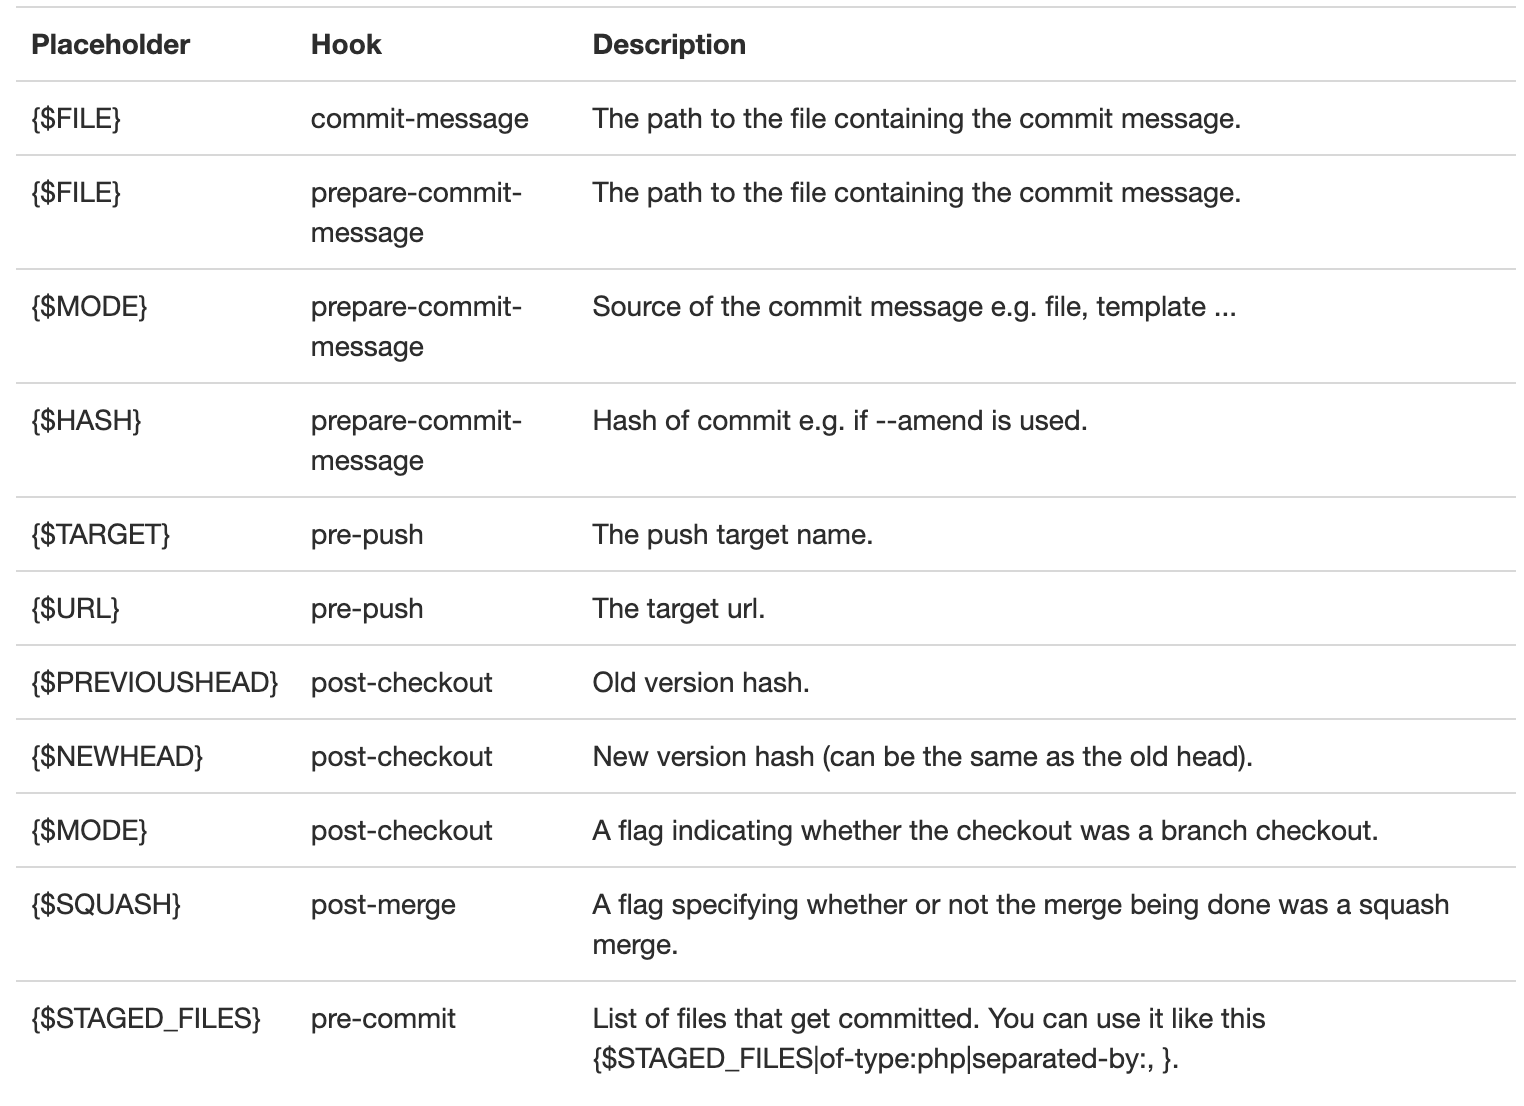 Placeholder Hook Description
{$FILE} commit-message The path to the file containing the commit message.
{$FILE} prepare-commit- The path to the file containing the commit message.
message
{$MODE} prepare-commit- Source of the commit message e.g. file, template ...
message
{$HASH} prepare-commit- Hash of commit e.g. if --amend is used.
message
{$TARGET} pre-push The push target name.
{$URL} pre-push The target url.
{$PREVIOUSHEAD} post-checkout Old version hash.
{$NEWHEAD} post-checkout New version hash (can be the same as the old head).
{$MODE} post-checkout A flag indicating whether the checkout was a branch checkout.
{$SQUASH} post-merge A flag specifying whether or not the merge being done was a squash
merge.
{$STAGED_FILES} pre-commit List of files that get committed. You can use it like this
{$STAGED_FILES|of-type:php|separated-by:, }.